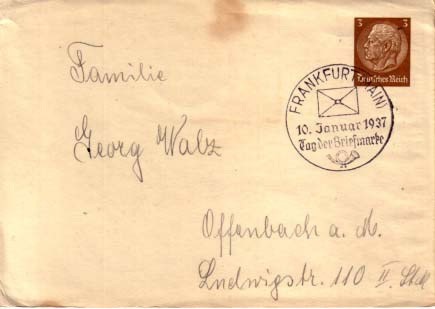 3 3
Deutsches Reich
FRANKFURT (MAIN)
10. Januar 1937
Tag der Briefmarke
Familie
Georg Walz
Offenbach a. M.
Ludwigstr. 110 II. Stck